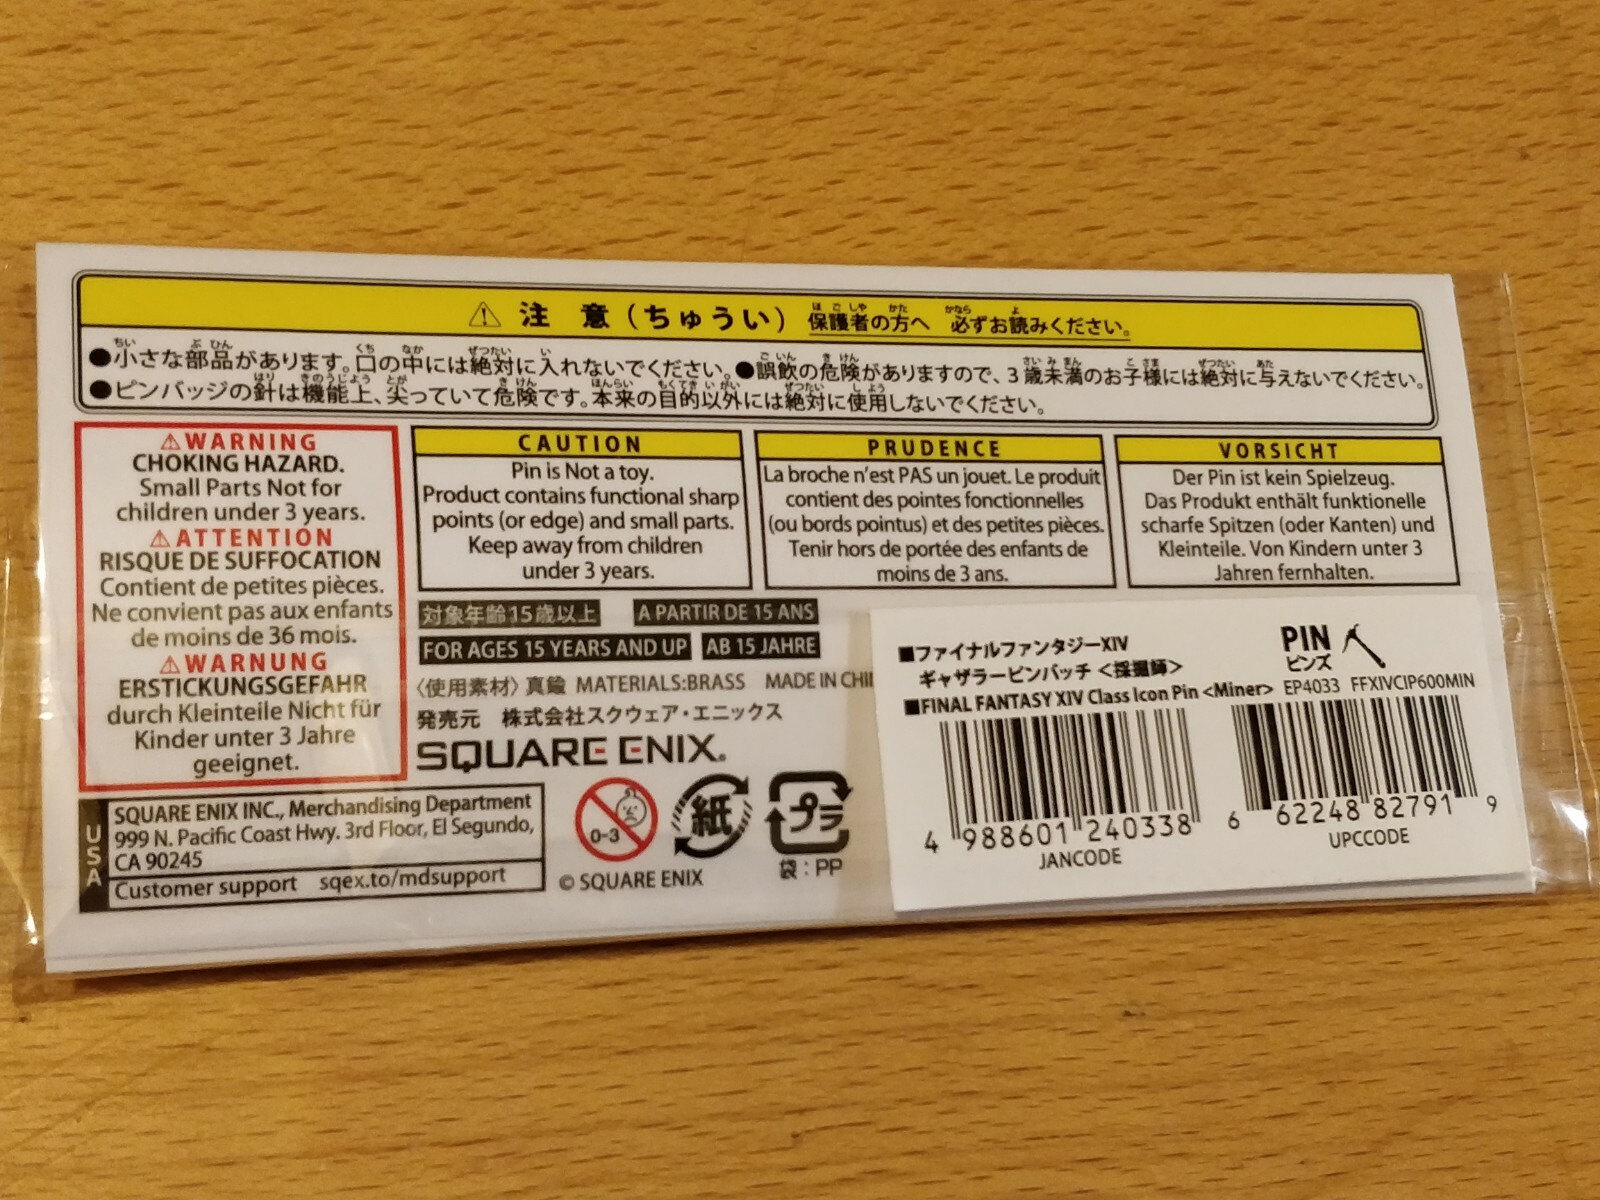 ⚠ 注 意（ちゅうい） 保護者の方へ 必ずお読みください。
●小さな部品があります。口の中には絶対に入れないでください。●誤飲の危険がありますので、3歳未満のお子様には絶対に与えないでください。
●ピンバッジの針は機能上、尖っていて危険です。本来の目的以外には絶対に使用しないでください。
⚠WARNING
CHOKING HAZARD.
Small Parts Not for
children under 3 years.
⚠ATTENTION
RISQUE DE SUFFOCATION
Contient de petites pièces.
Ne convient pas aux enfants
de moins de 36 mois.
⚠WARNUNG
ERSTICKUNGSGEFAHR
durch Kleinteile Nicht für
Kinder unter 3 Jahre
geeignet.
CAUTION
Pin is Not a toy.
Product contains functional sharp
points (or edge) and small parts.
Keep away from children
under 3 years.
PRUDENCE
La broche n'est PAS un jouet. Le produit
contient des pointes fonctionnelles
(ou bords pointus) et des petites pièces.
Tenir hors de portée des enfants de
moins de 3 ans.
VORSICHT
Der Pin ist kein Spielzeug.
Das Produkt enthält funktionelle
scharfe Spitzen (oder Kanten) und
Kleinteile. Von Kindern unter 3
Jahren fernhalten.
対象年齢15歳以上 A PARTIR DE 15 ANS
FOR AGES 15 YEARS AND UP AB 15 JAHRE
〈使用素材〉真鍮 MATERIALS:BRASS MADE IN CHI
発売元 株式会社スクウェア・エニックス
SQUARE ENIX.
USA
SQUARE ENIX INC., Merchandising Department
999 N. Pacific Coast Hwy. 3rd Floor, El Segundo,
CA 90245
Customer support sqex.to/mdsupport
0-3
紙
プラ
袋：PP
© SQUARE ENIX
■ファイナルファンタジーXIV
ギャザラーピンバッチ <採掘師>
PIN
ピンズ
■FINAL FANTASY XIV Class Icon Pin <Miner> EP4033 FFXIVCIP600MIN
4 988601 240338
JANCODE
6 62248 82791 9
UPCCODE